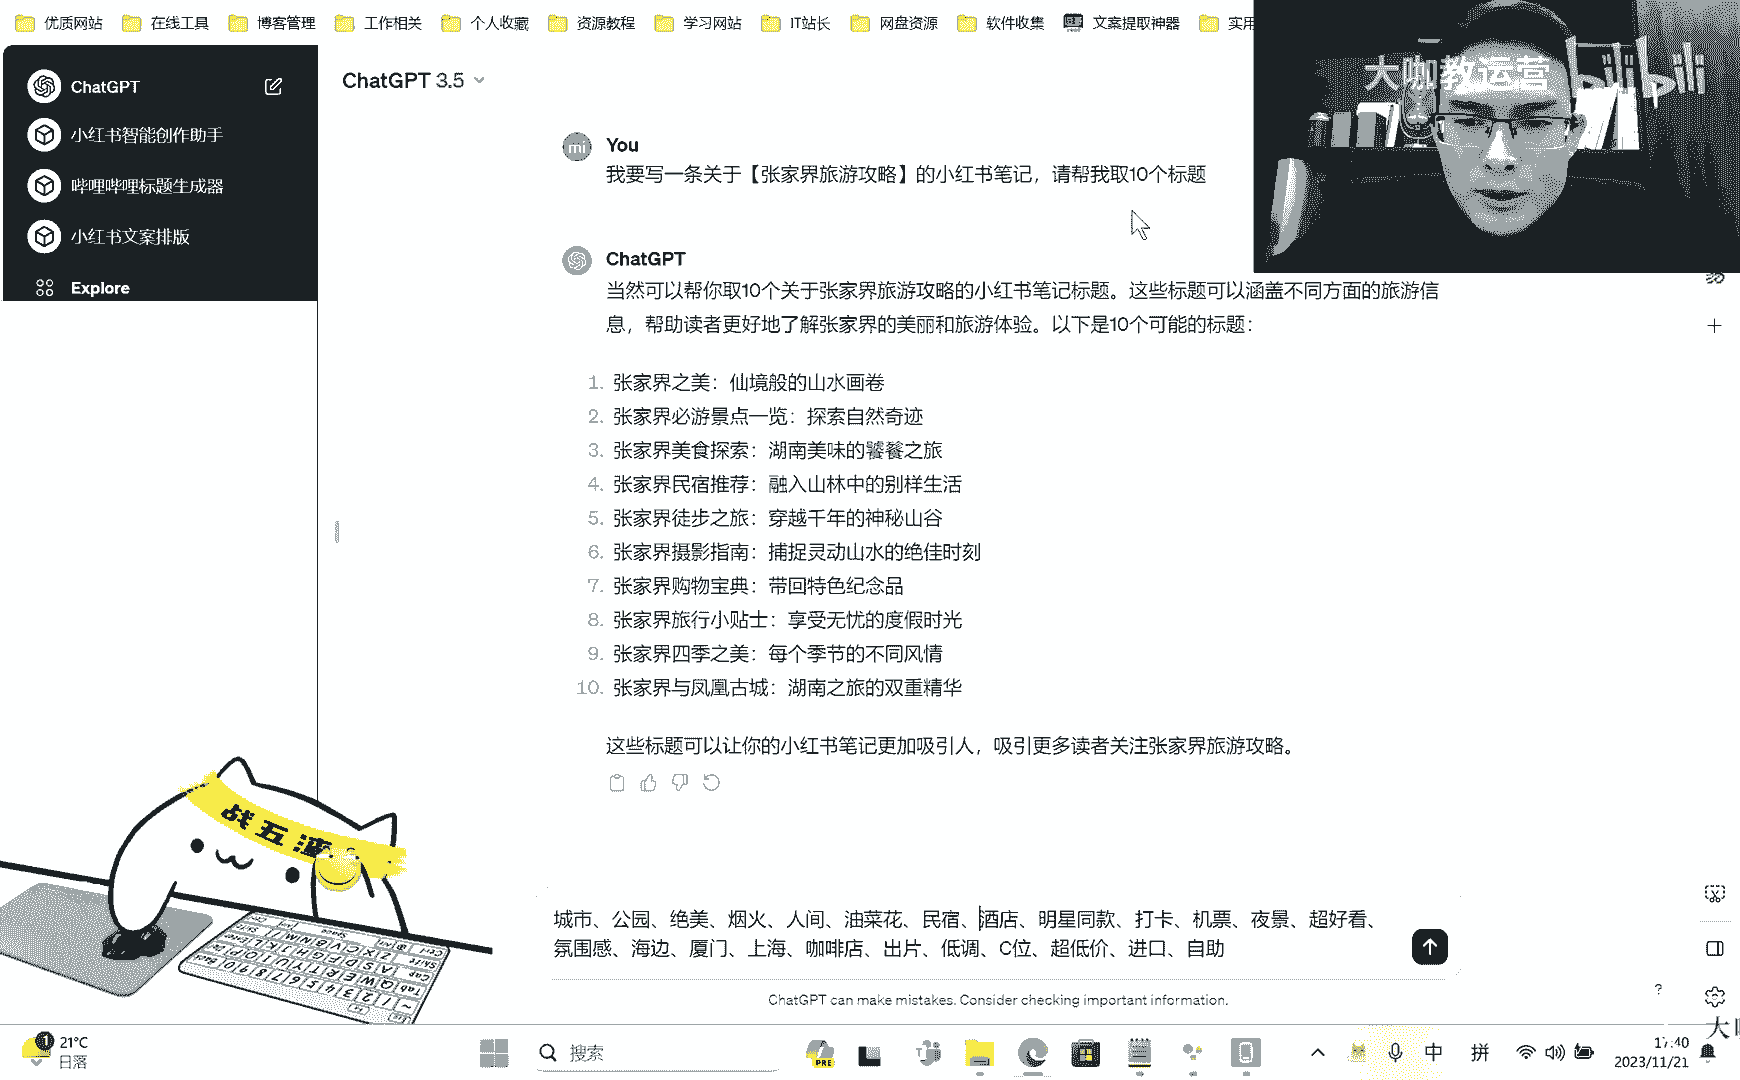 优质网站 在线工具 博客管理 工作相关 个人收藏 资源教程 学习网站 IT站长 网盘资源 软件收集 文案提取神器 实用
大咖教运营 bilibili
ChatGPT
小红书智能创作助手
哔哩哔哩标题生成器
小红书文案排版
Explore
ChatGPT 3.5
mi
You
我要写一条关于【张家界旅游攻略】的小红书笔记，请帮我取10个标题
ChatGPT
当然可以帮你取10个关于张家界旅游攻略的小红书笔记标题。这些标题可以涵盖不同方面的旅游信
息，帮助读者更好地了解张家界的美丽和旅游体验。以下是10个可能的标题：
1. 张家界之美：仙境般的山水画卷
2. 张家界必游景点一览：探索自然奇迹
3. 张家界美食探索：湖南美味的饕餮之旅
4. 张家界民宿推荐：融入山林中的别样生活
5. 张家界徒步之旅：穿越千年的神秘山谷
6. 张家界摄影指南：捕捉灵动山水的绝佳时刻
7. 张家界购物宝典：带回特色纪念品
8. 张家界旅行小贴士：享受无忧的度假时光
9. 张家界四季之美：每个季节的不同风情
10. 张家界与凤凰古城：湖南之旅的双重精华
这些标题可以让你的小红书笔记更加吸引人，吸引更多读者关注张家界旅游攻略。
战五渣
城市、公园、绝美、烟火、人间、油菜花、民宿、酒店、明星同款、打卡、机票、夜景、超好看、
氛围感、海边、厦门、上海、咖啡店、出片、低调、C位、超低价、进口、自助
ChatGPT can make mistakes. Consider checking important information.
?
大
1 21°C
日落
搜索
PRE
中 拼
17:40
2023/11/21